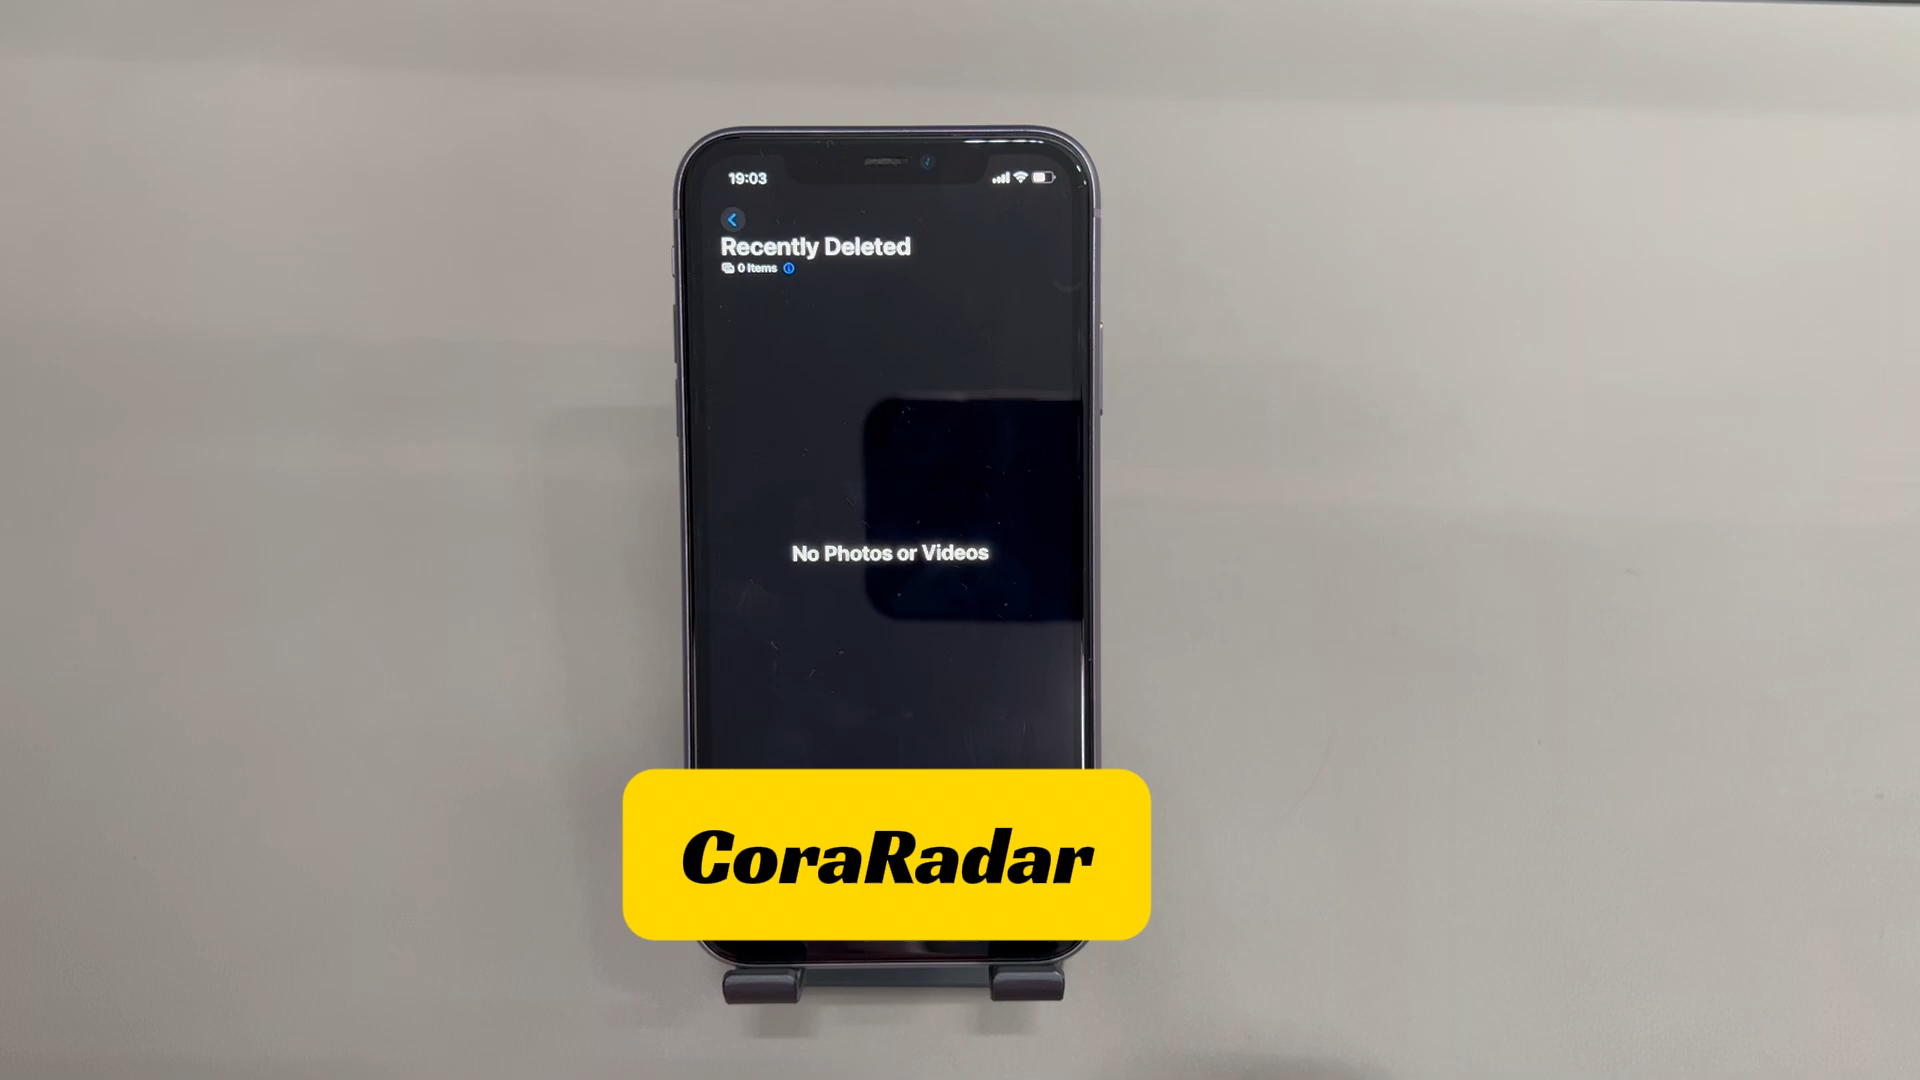 19:03
Recently Deleted
0 Items
No Photos or Videos
CoraRadar